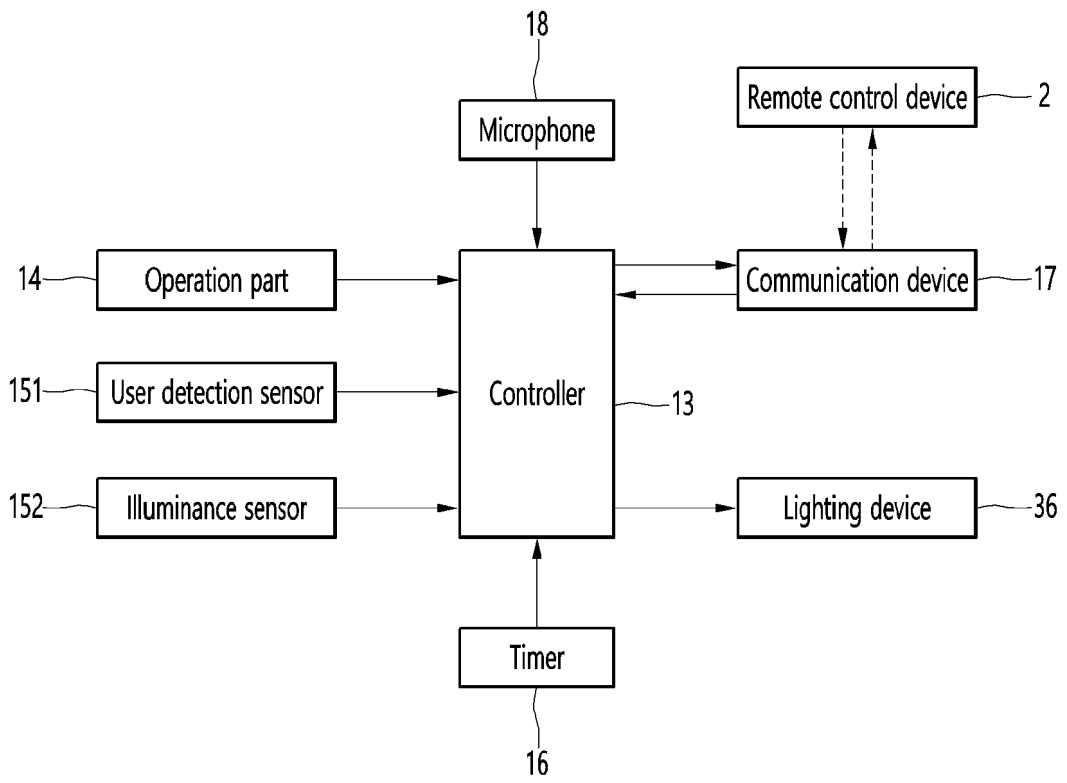 18
Microphone
Remote control device
2
14
Operation part
Communication device
17
151
User detection sensor
Controller
13
152
Illuminance sensor
Lighting device
36
Timer
16